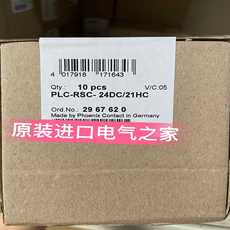 4 017918 171643
Qty.: 10 pcs V/C.05
PLC-RSC- 24DC/21HC
Ord.No.: 29 67 62 0
Made by Phoenix Contact in Germany
原装进口电气之家